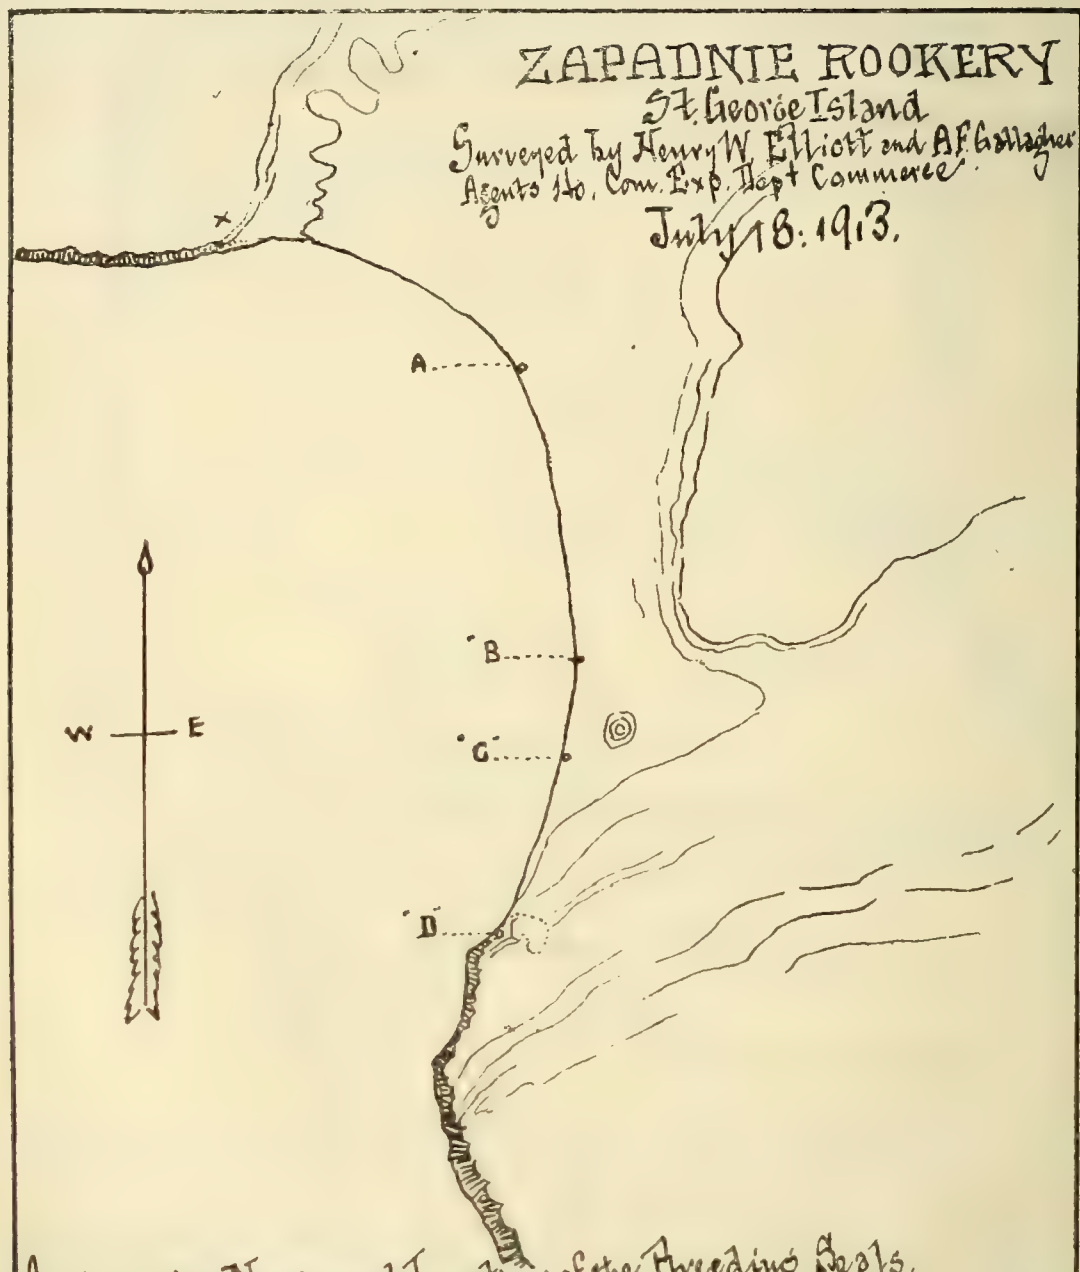 ZAPADNIE ROOKERY
St. George Island
Surveyed by Henry W. Elliott and A.F. Gallagher
Agents Ho. Com. Exp. Dept Commerce.
July 18: 1913.
x
A
B
W E
C
D
of the Breeding Seals.